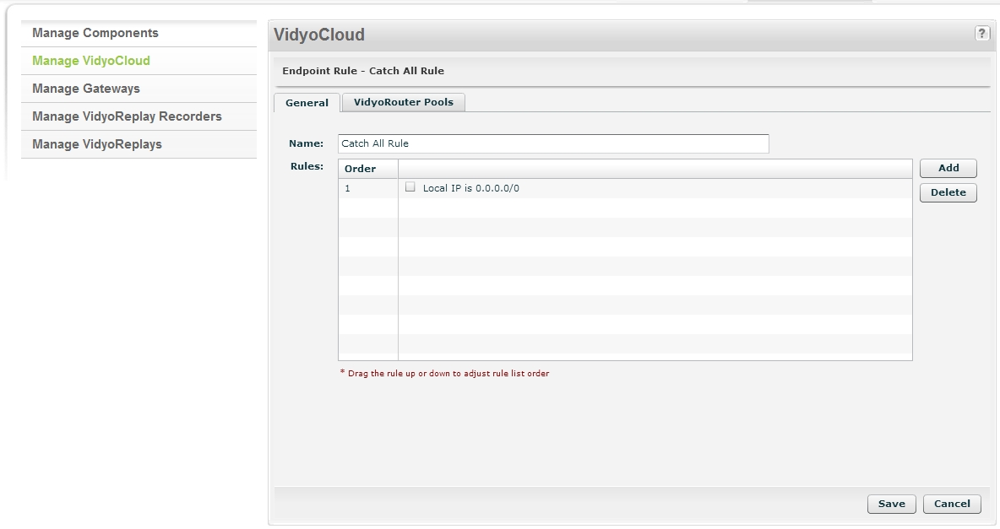 Manage Components
Manage VidyoCloud
Manage Gateways
Manage VidyoReplay Recorders
Manage VidyoReplays
VidyoCloud
?
Endpoint Rule - Catch All Rule
General VidyoRouter Pools
Name: Catch All Rule
Rules: Order Add
1 Local IP is 0.0.0.0/0 Delete
* Drag the rule up or down to adjust rule list order
Save Cancel